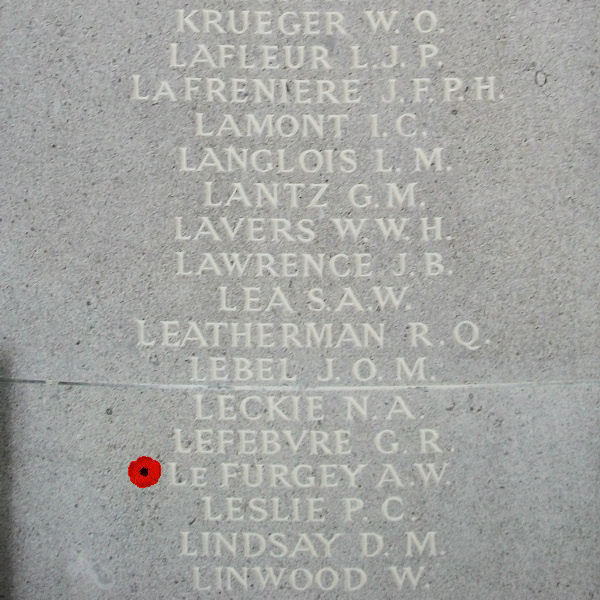 KRUEGER W. O.
LAFLEUR L. J. P.
LAFRENIERE J. F. P. H.
LAMONT I. C.
LANGLOIS L. M.
LANTZ G. M.
LAVERS W. W. H.
LAWRENCE J. B.
LEA S. A. W.
LEATHERMAN R. Q.
LEBEL J. O. M.
LECKIE N. A.
LEFEBVRE G. R.
LE FURGEY A. W.
LESLIE P. C.
LINDSAY D. M.
LINWOOD W.